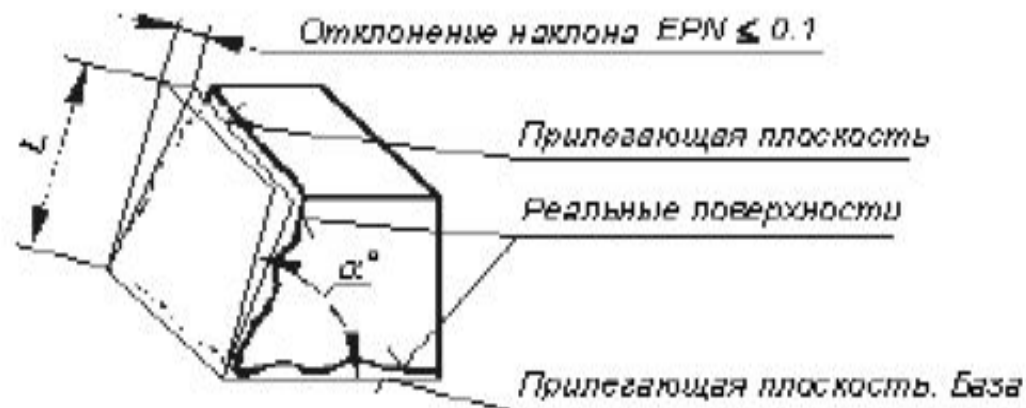 Отклонение наклона EPN ≤ 0.1
Прилегающая плоскость
L
Реальные поверхности
α°
Прилегающая плоскость. База